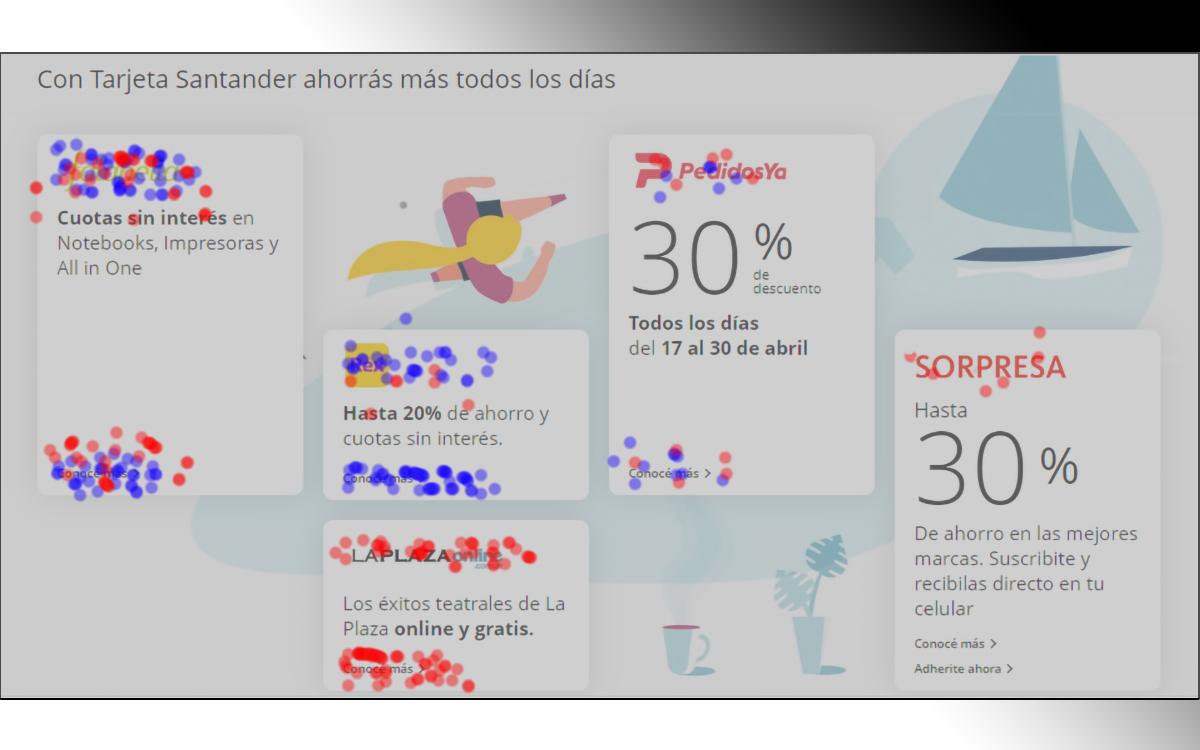 Con Tarjeta Santander ahorrás más todos los días
Cuotas sin interés en
Notebooks, Impresoras y
All in One
Conocé más
Hasta 20% de ahorro y
cuotas sin interés.
Conocé más
LAPLAZA online
Los éxitos teatrales de La
Plaza online y gratis.
Conocé más
PedidosYa
30%
de
descuento
Todos los días
del 17 al 30 de abril
Conocé más
SORPRESA
Hasta
30%
De ahorro en las mejores
marcas. Suscribite y
recibilas directo en tu
celular
Conocé más
Adherite ahora